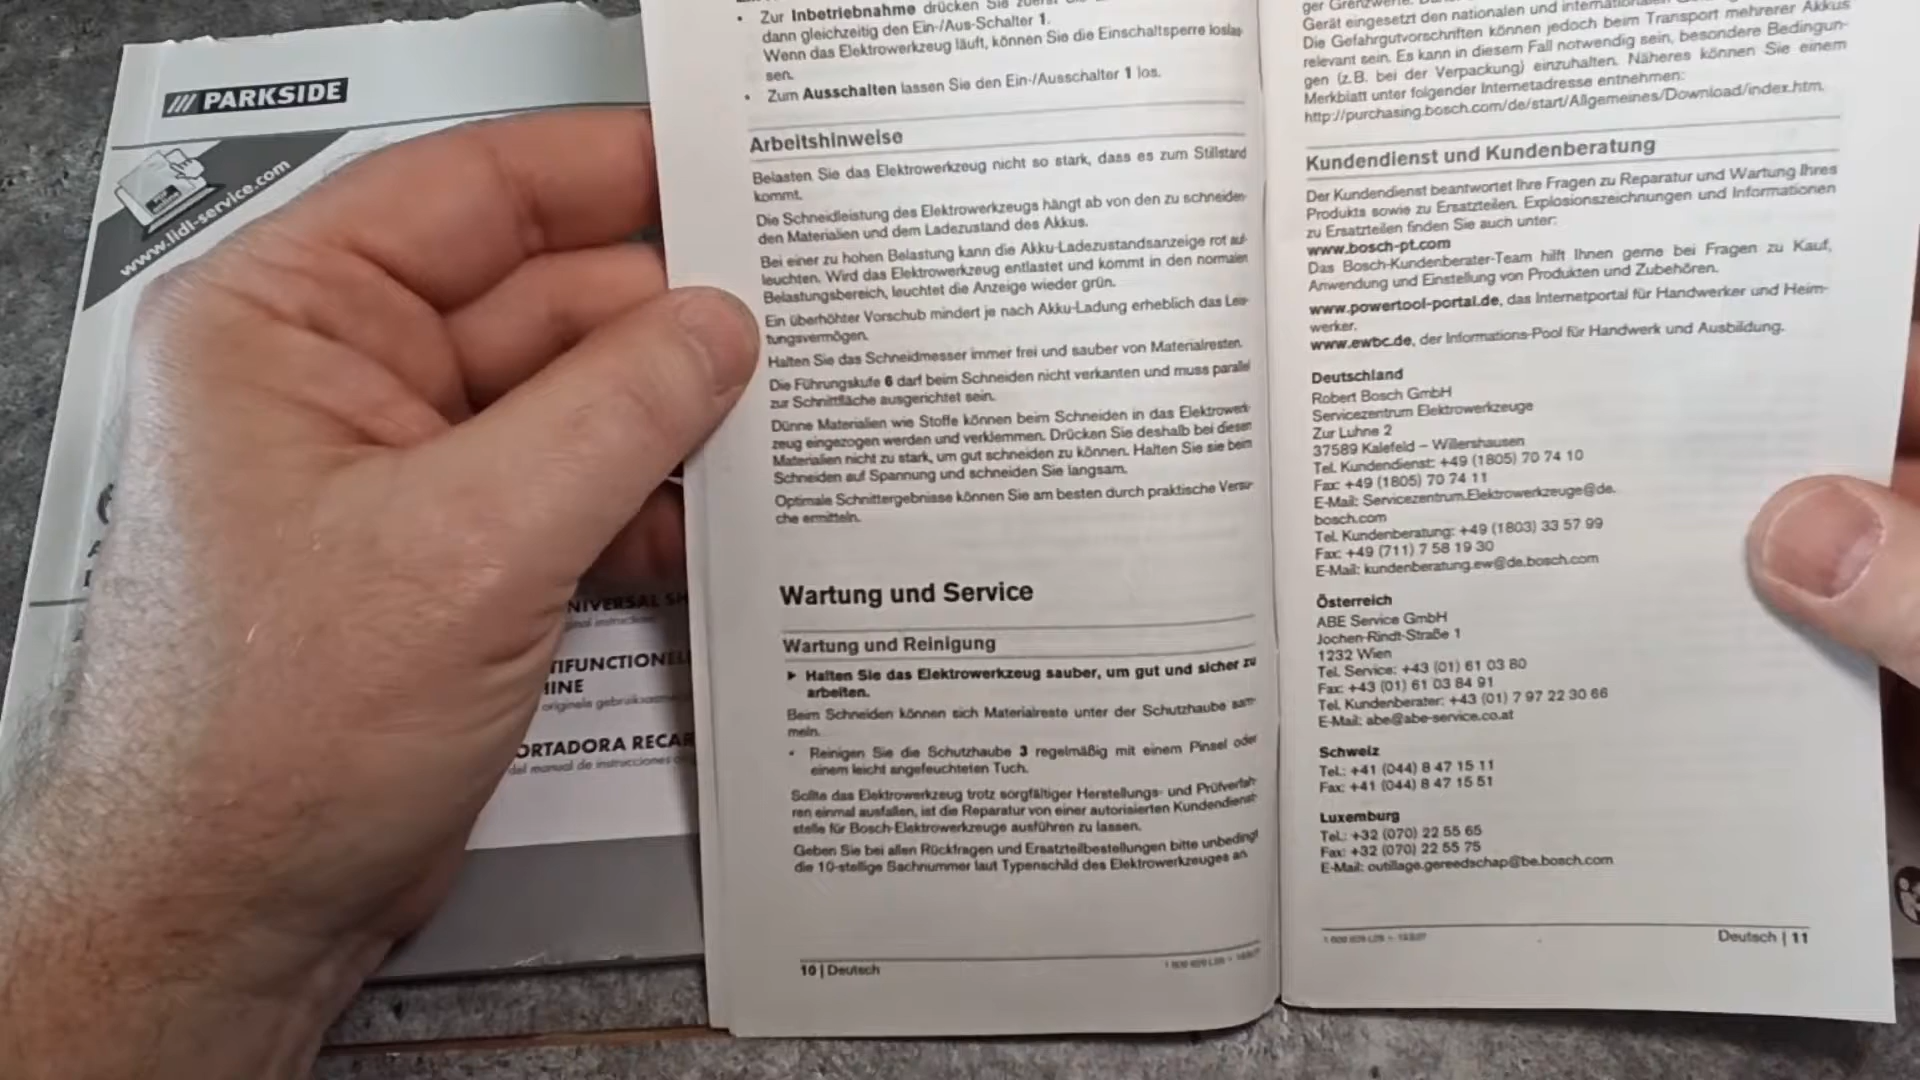 /// PARKSIDE
www.lidl-service.com
NIVERSAL SH
TIFUNCTIONELL
INE
originele gebruiksaanw
ORTADORA RECAR
del manual de instrucciones
Zur Inbetriebnahme drücken Sie
dann gleichzeitig den Ein-/Aus-Schalter 1.
Wenn das Elektrowerkzeug läuft, können Sie die Einschaltsperre loslas-
sen.
• Zum Ausschalten lassen Sie den Ein-/Ausschalter 1 los.
Arbeitshinweise
Belasten Sie das Elektrowerkzeug nicht so stark, dass es zum Stillstand
kommt.
Die Schneidleistung des Elektrowerkzeugs hängt ab von den zu schneiden-
den Materialien und dem Ladezustand des Akkus.
Bei einer zu hohen Belastung kann die Akku-Ladezustandsanzeige rot auf-
leuchten. Wird das Elektrowerkzeug entlastet und kommt in den normalen
Belastungsbereich, leuchtet die Anzeige wieder grün.
Ein überhöhter Vorschub mindert je nach Akku-Ladung erheblich das Leis-
tungsvermögen.
Halten Sie das Schneidmesser immer frei und sauber von Materialresten.
Die Führungskufe 6 darf beim Schneiden nicht verkanten und muss parallel
zur Schnittfläche ausgerichtet sein.
Dünne Materialien wie Stoffe können beim Schneiden in das Elektrowerk-
zeug eingezogen werden und verklemmen. Drücken Sie deshalb bei diesen
Materialien nicht zu stark, um gut schneiden zu können. Halten Sie sie beim
Schneiden auf Spannung und schneiden Sie langsam.
Optimale Schnittergebnisse können Sie am besten durch praktische Versu-
che ermitteln.
Wartung und Service
Wartung und Reinigung
▶ Halten Sie das Elektrowerkzeug sauber, um gut und sicher zu
arbeiten.
Beim Schneiden können sich Materialreste unter der Schutzhaube sam-
meln.
• Reinigen Sie die Schutzhaube 3 regelmäßig mit einem Pinsel oder
einem leicht angefeuchteten Tuch.
Sollte das Elektrowerkzeug trotz sorgfältiger Herstellungs- und Prüfverfah-
ren einmal ausfallen, ist die Reparatur von einer autorisierten Kundendienst-
stelle für Bosch-Elektrowerkzeuge ausführen zu lassen.
Geben Sie bei allen Rückfragen und Ersatzteilbestellungen bitte unbedingt
die 10-stellige Sachnummer laut Typenschild des Elektrowerkzeuges an
10 | Deutsch
ger Grenzwerte.
Gerät eingesetzt den nationalen und internationalen
Die Gefahrgutvorschriften können jedoch beim Transport mehrerer Akkus
relevant sein. Es kann in diesem Fall notwendig sein, besondere Bedingun-
gen (z.B. bei der Verpackung) einzuhalten. Näheres können Sie einem
Merkblatt unter folgender Internetadresse entnehmen:
http://purchasing.bosch.com/de/start/Allgemeines/Download/index.htm.
Kundendienst und Kundenberatung
Der Kundendienst beantwortet Ihre Fragen zu Reparatur und Wartung Ihres
Produkts sowie zu Ersatzteilen. Explosionszeichnungen und Informationen
zu Ersatzteilen finden Sie auch unter:
www.bosch-pt.com
Das Bosch-Kundenberater-Team hilft Ihnen gerne bei Fragen zu Kauf,
Anwendung und Einstellung von Produkten und Zubehören.
www.powertool-portal.de, das Internetportal für Handwerker und Heim-
werker.
www.ewbc.de, der Informations-Pool für Handwerk und Ausbildung.
Deutschland
Robert Bosch GmbH
Servicezentrum Elektrowerkzeuge
Zur Luhne 2
37589 Kalefeld – Willershausen
Tel. Kundendienst: +49 (1805) 70 74 10
Fax: +49 (1805) 70 74 11
E-Mail: Servicezentrum.Elektrowerkzeuge@de.
bosch.com
Tel. Kundenberatung: +49 (1803) 33 57 99
Fax: +49 (711) 7 58 19 30
E-Mail: kundenberatung.ew@de.bosch.com
Österreich
ABE Service GmbH
Jochen-Rindt-Straße 1
1232 Wien
Tel. Service: +43 (01) 61 03 80
Fax: +43 (01) 61 03 84 91
Tel. Kundenberater: +43 (01) 7 97 22 30 66
E-Mail: abe@abe-service.co.at
Schweiz
Tel.: +41 (044) 8 47 15 11
Fax: +41 (044) 8 47 15 51
Luxemburg
Tel.: +32 (070) 22 55 65
Fax: +32 (070) 22 55 75
E-Mail: outillage.gereedschap@be.bosch.com
Deutsch | 11